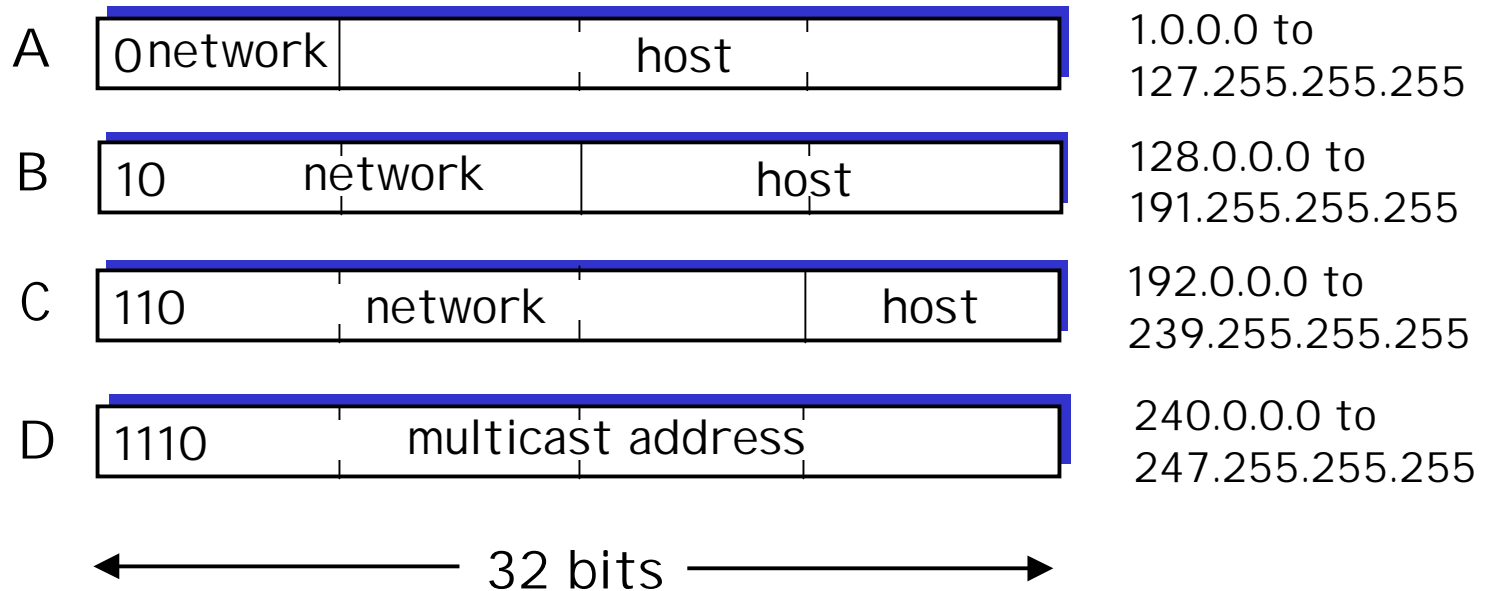 A
0network
host
1.0.0.0 to
127.255.255.255
B
10
network
host
128.0.0.0 to
191.255.255.255
C
110
network
host
192.0.0.0 to
239.255.255.255
D
1110
multicast address
240.0.0.0 to
247.255.255.255
32 bits